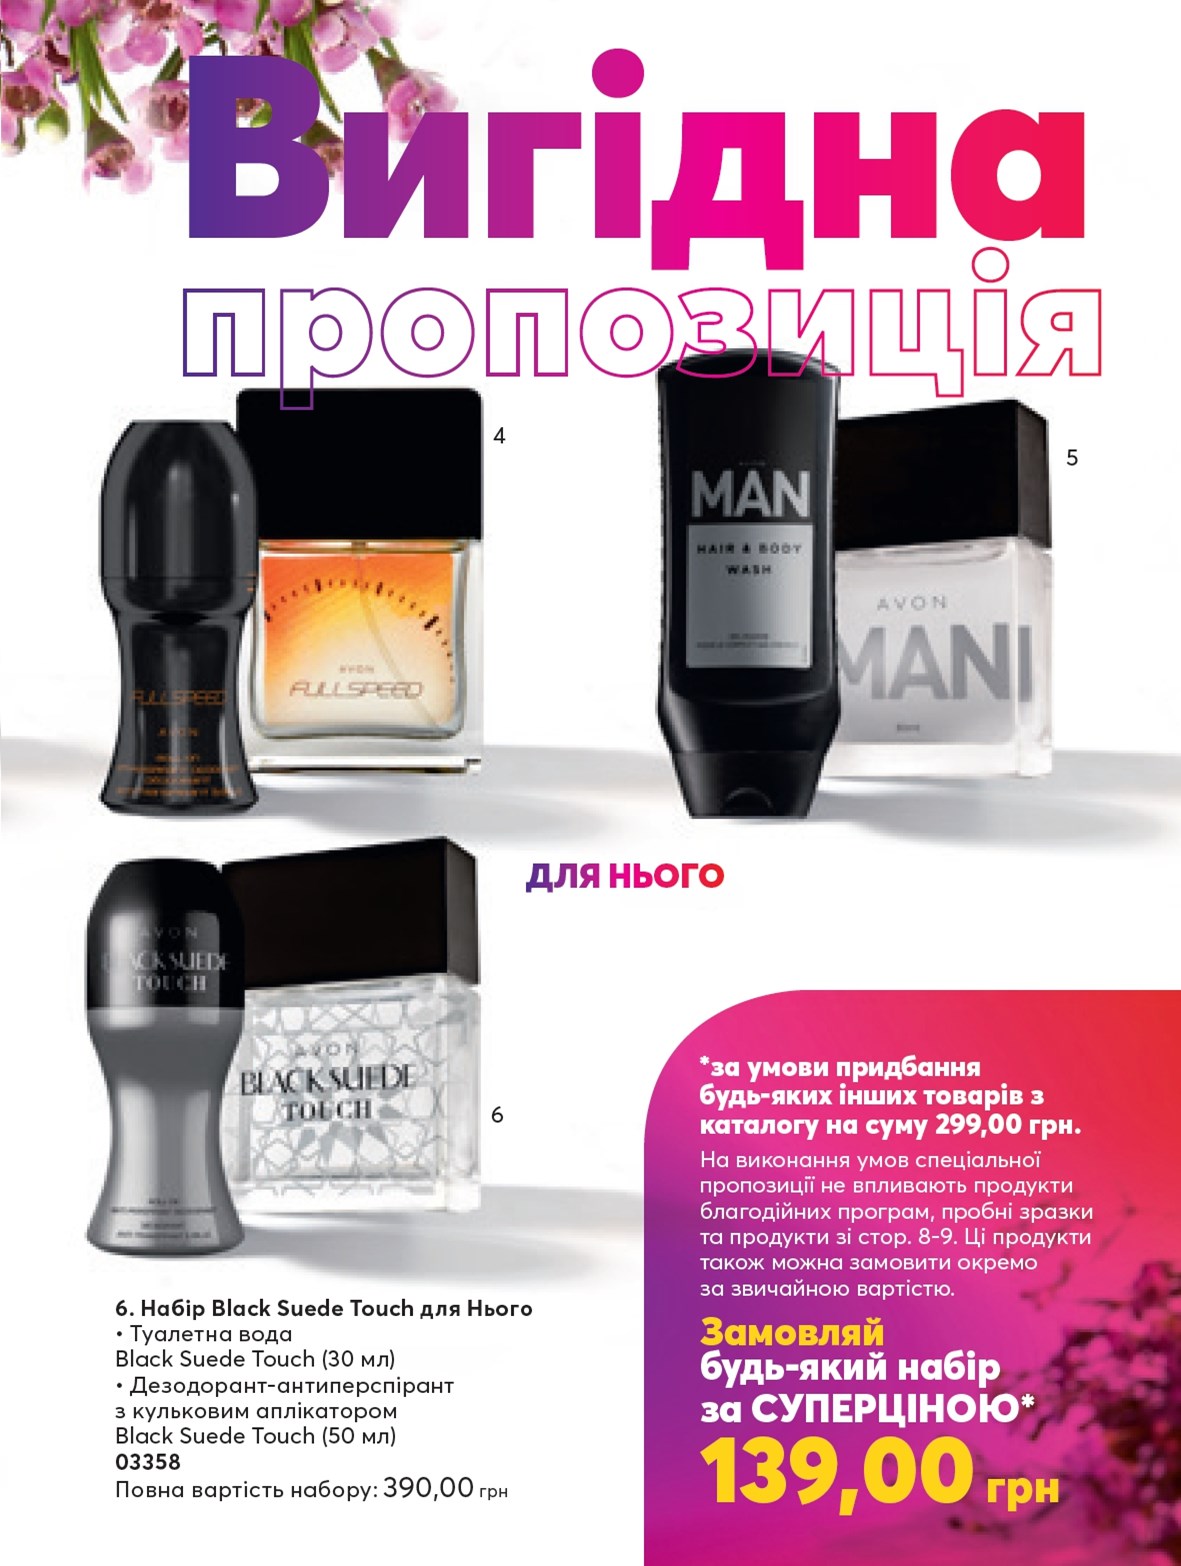 Вигідна
пропозиція
4
5
MAN
HAIR & BODY
WASH
AVON
MAN
AVON
FULLSPEED
FULLSPEED
AVON
ДЛЯ НЬОГО
AVON
BLACK SUEDE
TOUCH
AVON
BLACK SUEDE
TOUCH
6
*за умови придбання
будь-яких інших товарів з
каталогу на суму 299,00 грн.
На виконання умов спеціальної
пропозиції не впливають продукти
благодійних програм, пробні зразки
та продукти зі стор. 8-9. Ці продукти
також можна замовити окремо
за звичайною вартістю.
Замовляй
будь-який набір
за СУПЕРЦІНОЮ*
139,00 грн
6. Набір Black Suede Touch для Нього
• Туалетна вода
Black Suede Touch (30 мл)
• Дезодорант-антиперспірант
з кульковим аплікатором
Black Suede Touch (50 мл)
03358
Повна вартість набору: 390,00 грн